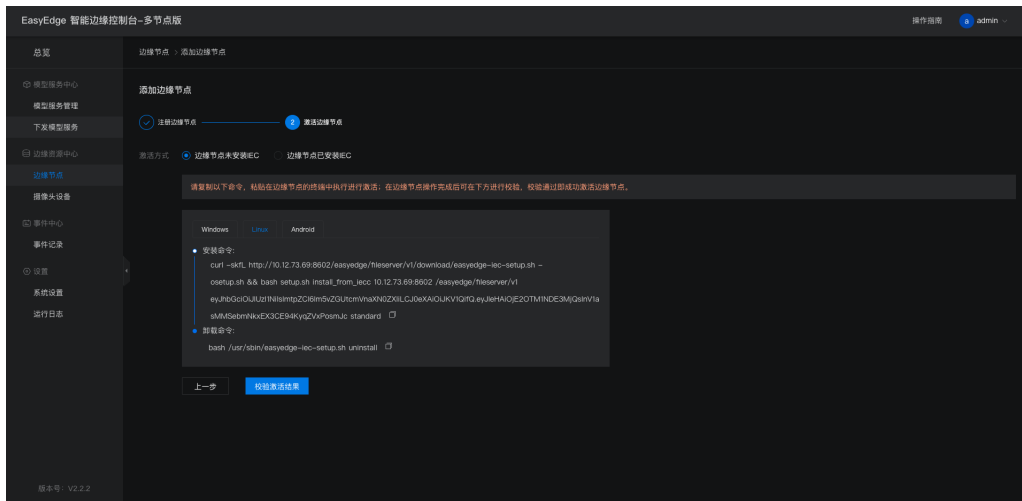 EasyEdge 智能边缘控制台-多节点版
操作指南
a admin
总览
边缘节点 > 添加边缘节点
模型服务中心
模型服务管理
下发模型服务
边缘资源中心
边缘节点
摄像头设备
事件中心
事件记录
设置
系统设置
运行日志
版本号: V2.2.2
添加边缘节点
注册边缘节点
2 激活边缘节点
激活方式 边缘节点未安装IEC 边缘节点已安装IEC
请复制以下命令, 粘贴在边缘节点的终端中执行进行激活; 在边缘节点操作完成后可在下方进行校验, 校验通过即成功激活边缘节点。
Windows Linux Android
安装命令:
curl -skfL http://10.12.73.69:8602/easyedge/fileserver/v1/download/easyedge-iec-setup.sh -
osetup.sh && bash setup.sh install_from_iecc 10.12.73.69:8602 /easyedge/fileserver/v1
standard
卸载命令:
bash /usr/sbin/easyedge-iec-setup.sh uninstall
上一步 校验激活结果